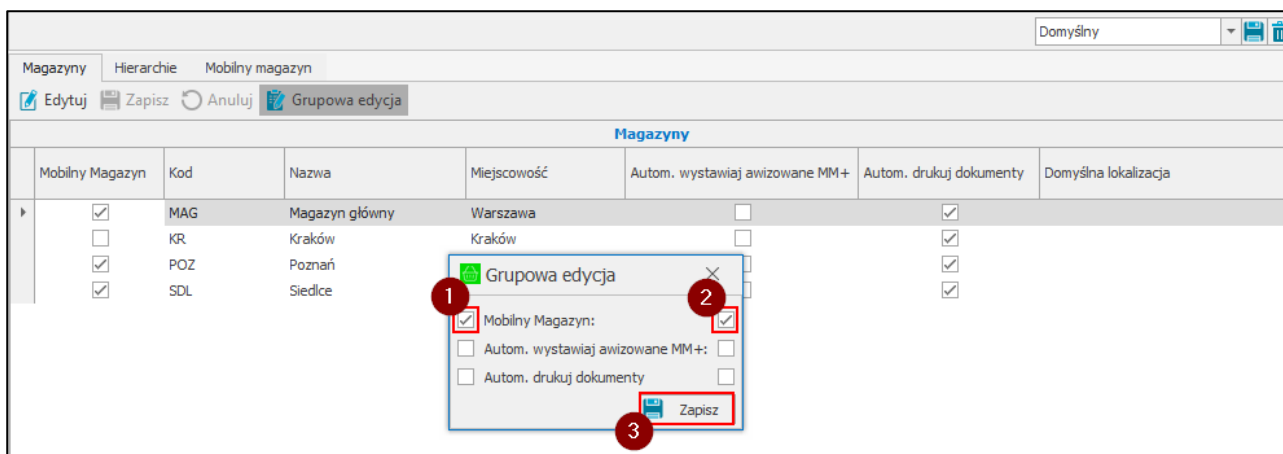 Domyślny
Magazyny Hierarchie Mobilny magazyn
Edytuj Zapisz Anuluj Grupowa edycja
Magazyny
Mobilny Magazyn Kod Nazwa Miejscowość Autom. wystawiaj awizowane MM+ Autom. drukuj dokumenty Domyślna lokalizacja
MAG Magazyn główny Warszawa
KR Kraków Kraków
POZ Poznań
SDL Siedlce
Grupowa edycja
1 2
Mobilny Magazyn:
Autom. wystawiaj awizowane MM+:
Autom. drukuj dokumenty
Zapisz
3